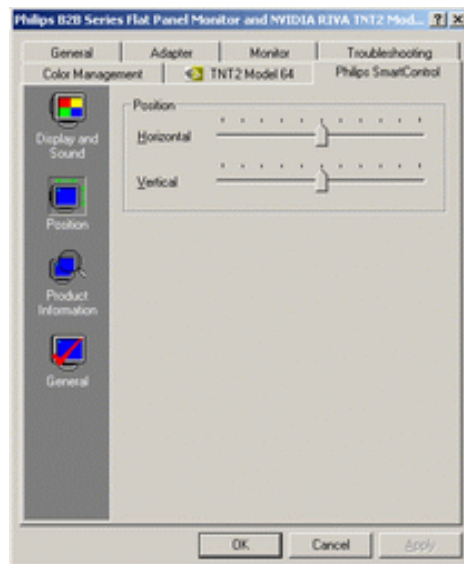 Philips B2B Series Flat Panel Monitor and NVIDIA RIVA TNT2 Mod...
General Adapter Monitor Troubleshooting
Color Management TNT2 Model 64 Philips SmartControl
Display and
Sound
Position
Horizontal
Vertical
Position
Product
Information
General
OK Cancel Apply